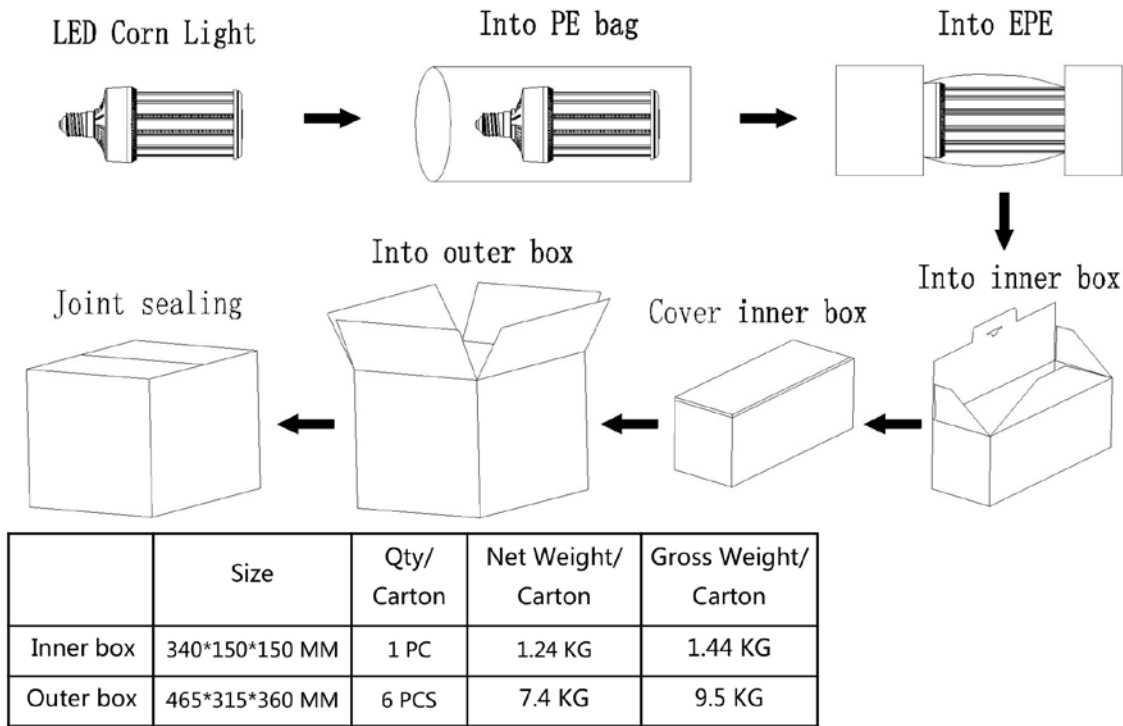 LED Corn Light
Into PE bag
Into EPE
Into inner box
Cover inner box
Into outer box
Joint sealing
Size
Qty/
Carton
Net Weight/
Carton
Gross Weight/
Carton
Inner box 340*150*150 MM 1 PC 1.24 KG 1.44 KG
Outer box 465*315*360 MM 6 PCS 7.4 KG 9.5 KG